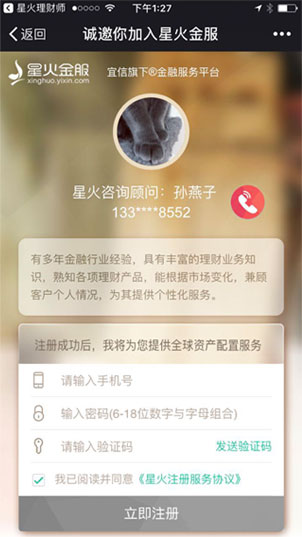 星火理财师 下午1:27
返回 诚邀你加入星火金服
星火金服 宜信旗下®金融服务平台
xinghuo.yixin.com
星火咨询顾问：孙燕子
133****8552
有多年金融行业经验，具有丰富的理财业务知
识，熟知各项理财产品，能根据市场变化，兼顾
客户个人情况，为其提供个性化服务。
注册成功后，我将为您提供全球资产配置服务
请输入手机号
输入密码(6-18位数字与字母组合)
请输入验证码 发送验证码
我已阅读并同意《星火注册服务协议》
立即注册